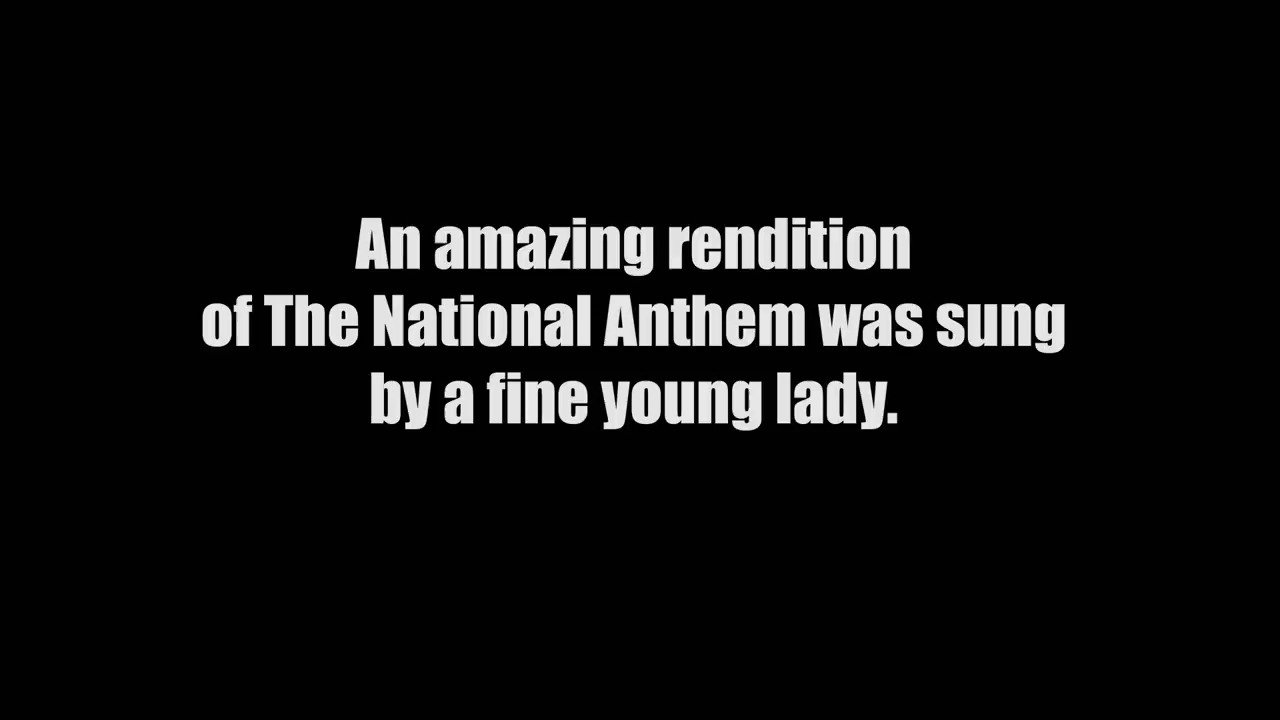 An amazing rendition
of The National Anthem was sung
by a fine young lady.